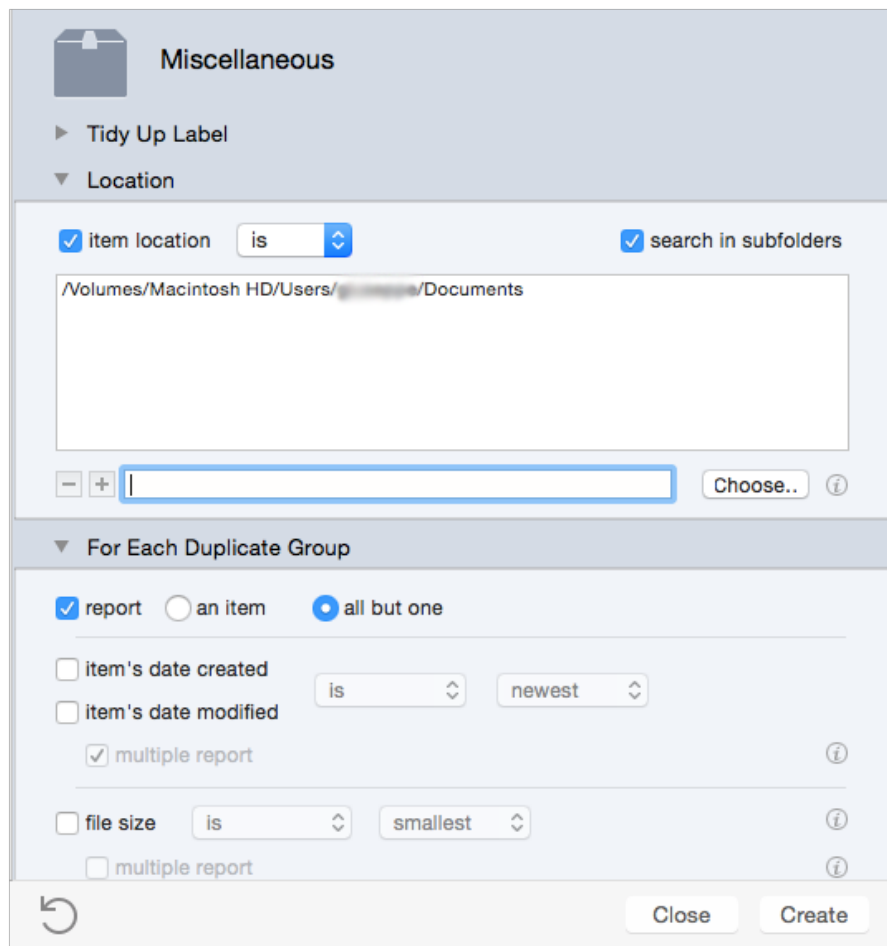 Miscellaneous
Tidy Up Label
Location
item location is search in subfolders
/Volumes/Macintosh HD/Users/ /Documents
Choose..
For Each Duplicate Group
report an item all but one
item's date created
is newest
item's date modified
multiple report
file size is smallest
multiple report
Close Create